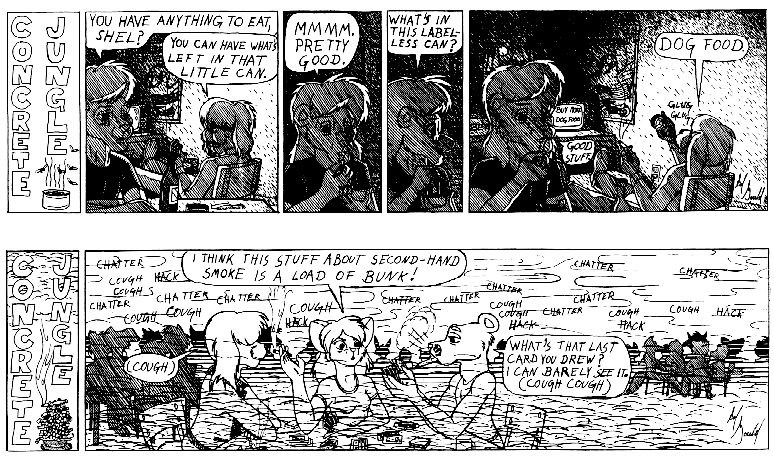 CONCRETE
JUNGLE
YOU HAVE ANYTHING TO EAT,
SHEL?
YOU CAN HAVE WHAT'S
LEFT IN THAT
LITTLE CAN.
MMMM.
PRETTY
GOOD.
WHAT'S IN
THIS LABEL-
LESS CAN?
BUY MORE
DOG FOOD
GOOD
STUFF
GLUG
GLUG
DOG FOOD.
CONCRETE
JUNGLE
CHATTER
COUGH HACK
COUGH
CHATTER
CHATTER
CHATTER
COUGH COUGH
I THINK THIS STUFF ABOUT SECOND-HAND
SMOKE IS A LOAD OF BUNK!
COUGH
HACK
(COUGH)
CHATTER
CHATTER
CHATTER
COUGH
COUGH
HACK
CHATTER
CHATTER
CHATTER
COUGH
HACK
CHATTER
COUGH
HACK
WHAT'S THAT LAST
CARD YOU DREW?
I CAN BARELY SEE IT.
(COUGH COUGH)